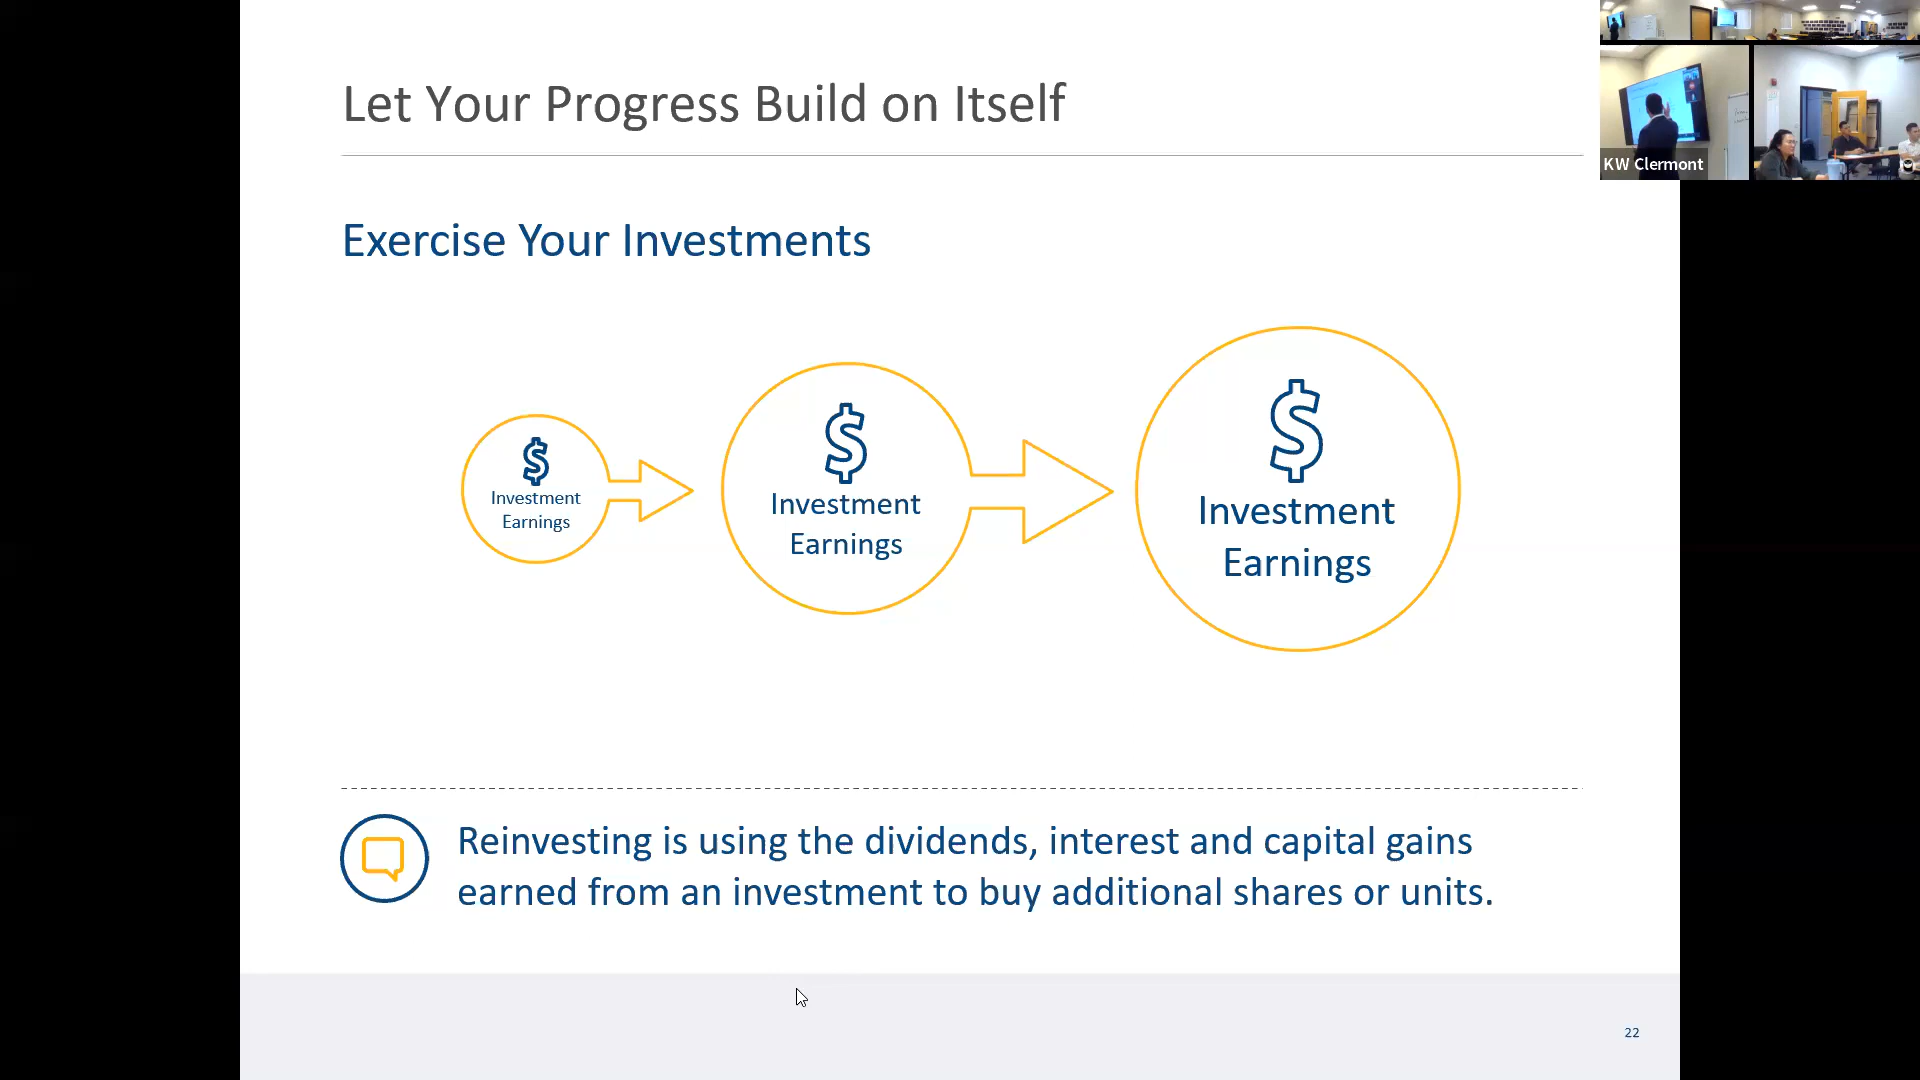 Let Your Progress Build on Itself
KW Clermont
Exercise Your Investments
$
Investment
Earnings
$
Investment
Earnings
$
Investment
Earnings
Reinvesting is using the dividends, interest and capital gains
earned from an investment to buy additional shares or units.
22